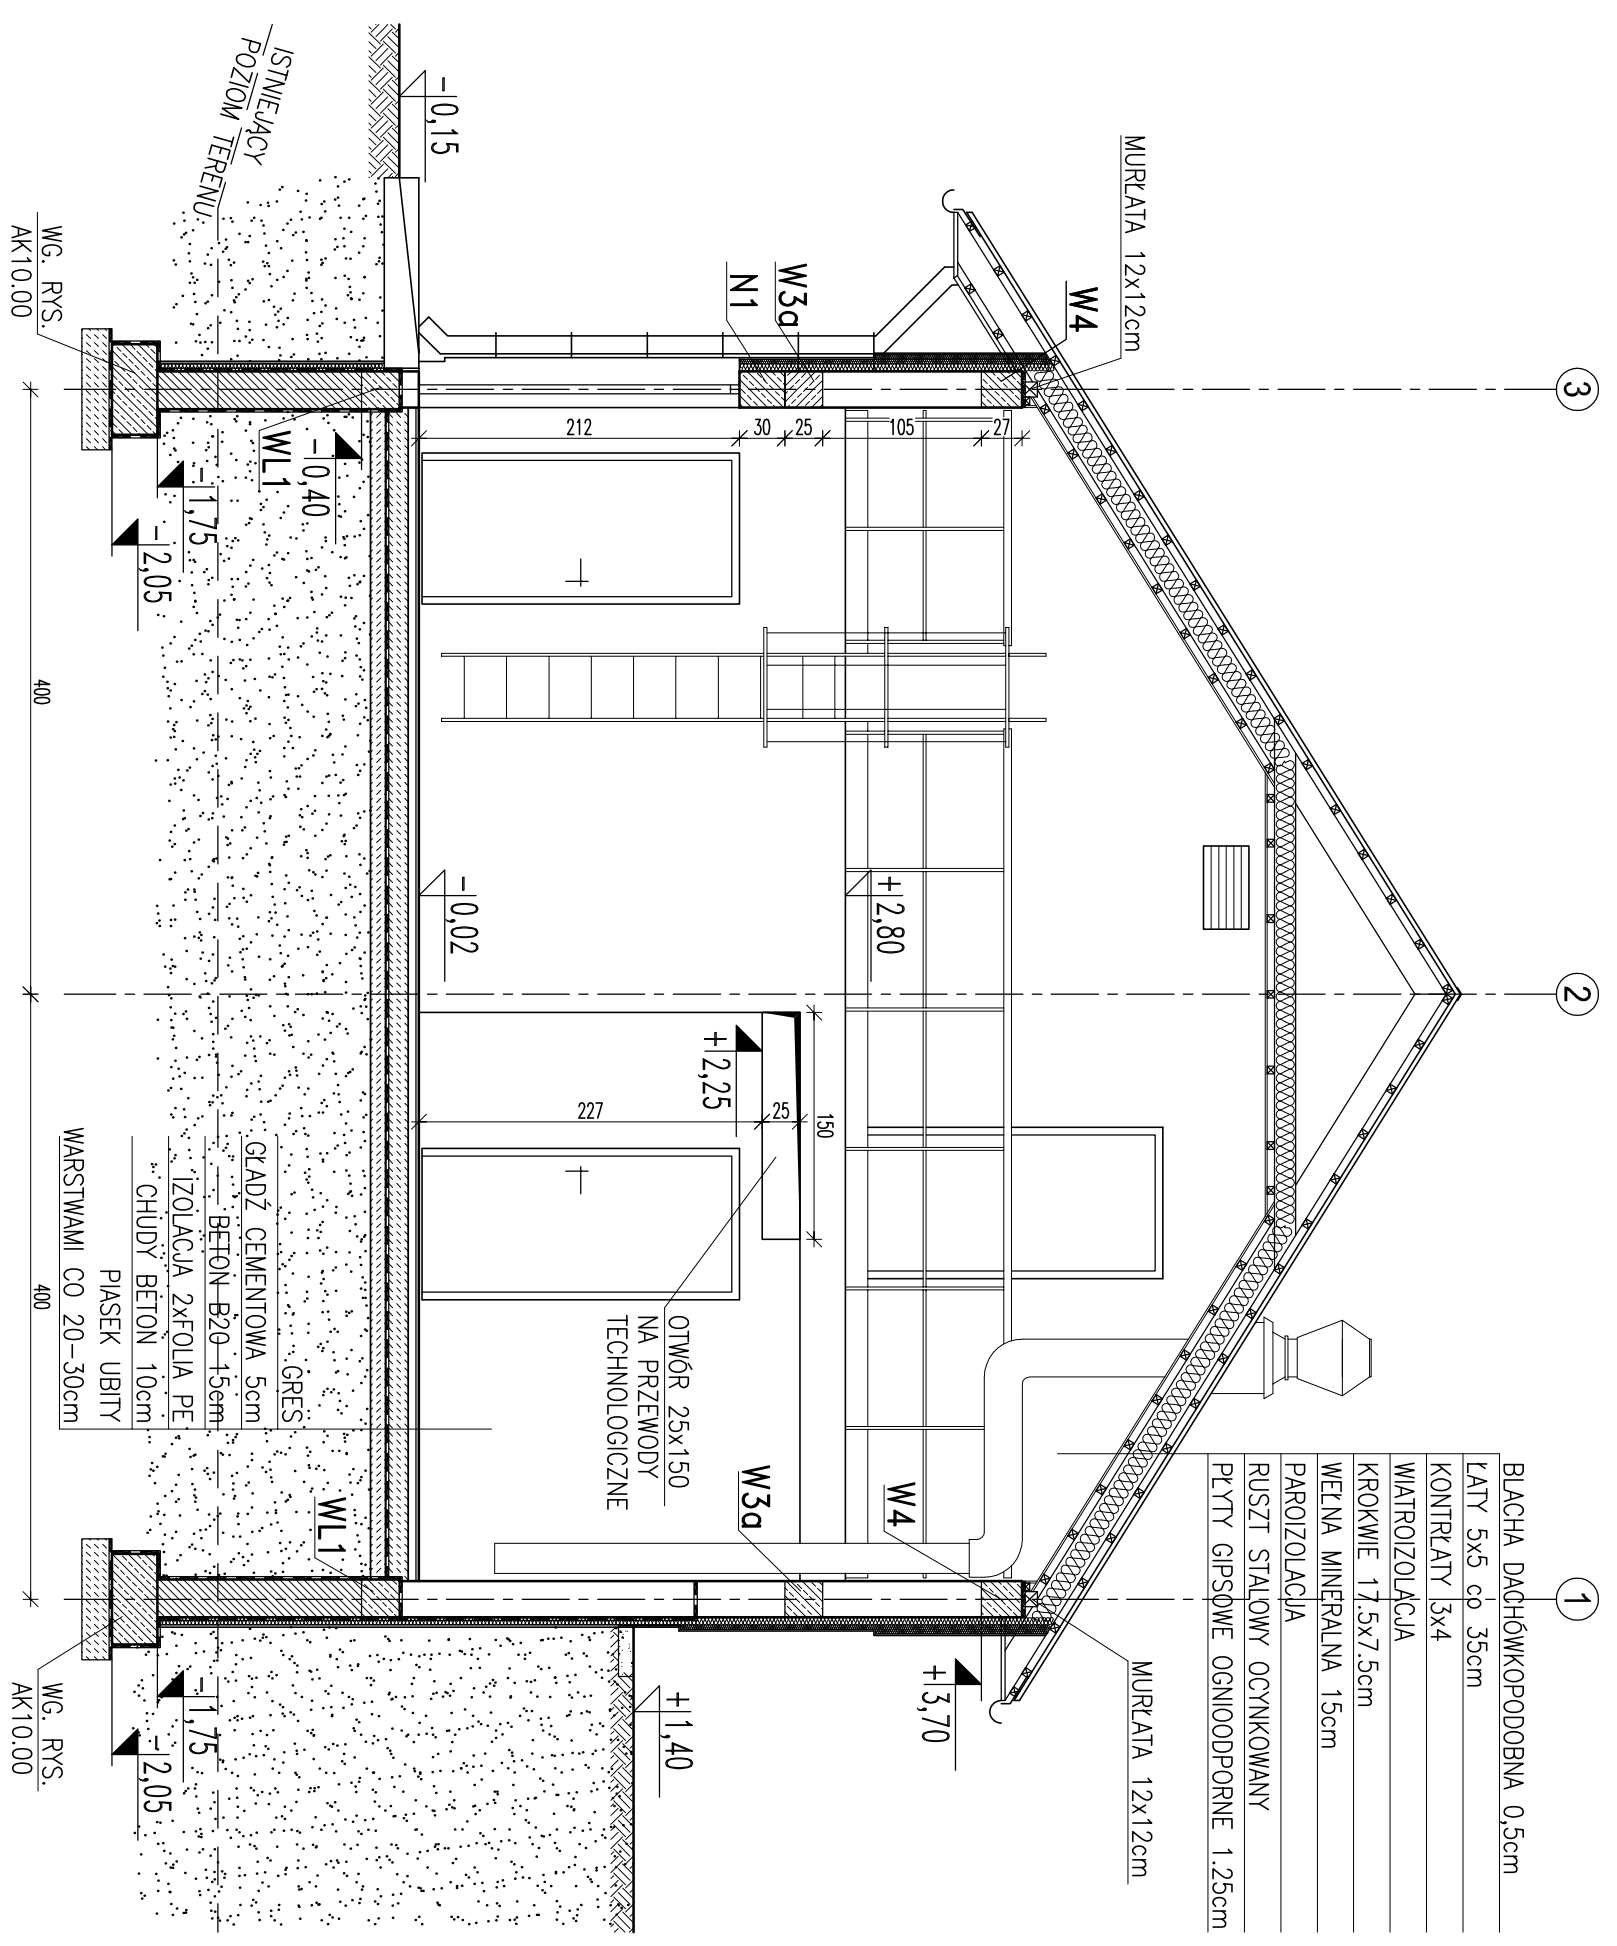 3
2
1
BLACHA DACHÓWKOPODOBNA 0,5cm
ŁATY 5x5 co 35cm
KONTRŁATY 3x4
WIATROIZOLACJA
KROKWIE 17.5x7.5cm
WEŁNA MINERALNA 15cm
PAROIZOLACJA
RUSZT STALOWY OCYNKOWANY
PŁYTY GIPSOWE OGNIOODPORNE 1.25cm
MURŁATA 12x12cm
W4
W3a
N1
-0,15
ISTNIEJĄCY
POZIOM TERENU
WG. RYS.
AK10.00
WL1
-0,40
-1,75
-2,05
212
30
25
105
27
+2,80
-0,02
+2,25
227
25
150
OTWÓR 25x150
NA PRZEWODY
TECHNOLOGICZNE
W3a
W4
MURŁATA 12x12cm
+3,70
+1,40
GRES
GŁADŹ CEMENTOWA 5cm
BETON B20 15cm
IZOLACJA 2xFOLIA PE
CHUDY BETON 10cm
PIASEK UBITY
WARSTWAMI CO 20-30cm
WL1
-1,75
-2,05
WG. RYS.
AK10.00
400
400